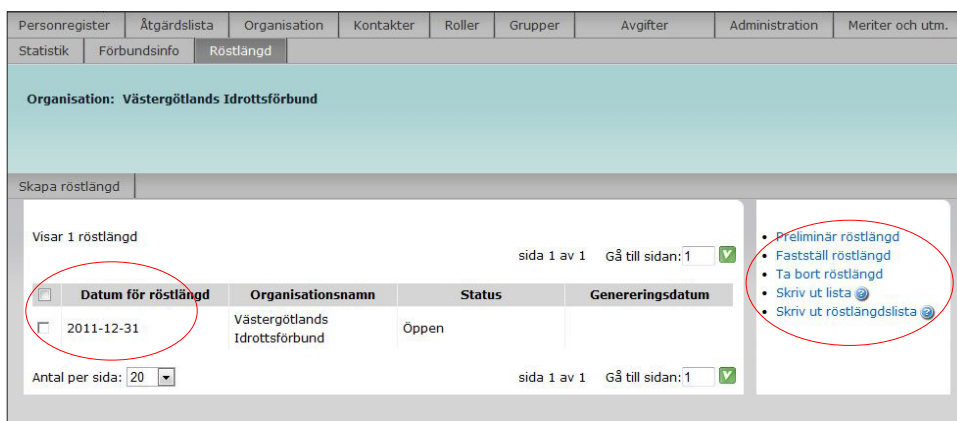 Personregister Åtgärdslista Organisation Kontakter Roller Grupper Avgifter Administration Meriter och utm.
Statistik Förbundsinfo Röstlängd
Organisation: Västergötlands Idrottsförbund
Skapa röstlängd
Visar 1 röstlängd
sida 1 av 1 Gå till sidan: 1
Datum för röstlängd Organisationsnamn Status Genereringsdatum
2011-12-31 Västergötlands Idrottsförbund Öppen
Antal per sida: 20 sida 1 av 1 Gå till sidan: 1
Preliminär röstlängd
Fastställ röstlängd
Ta bort röstlängd
Skriv ut lista
Skriv ut röstlängdslista